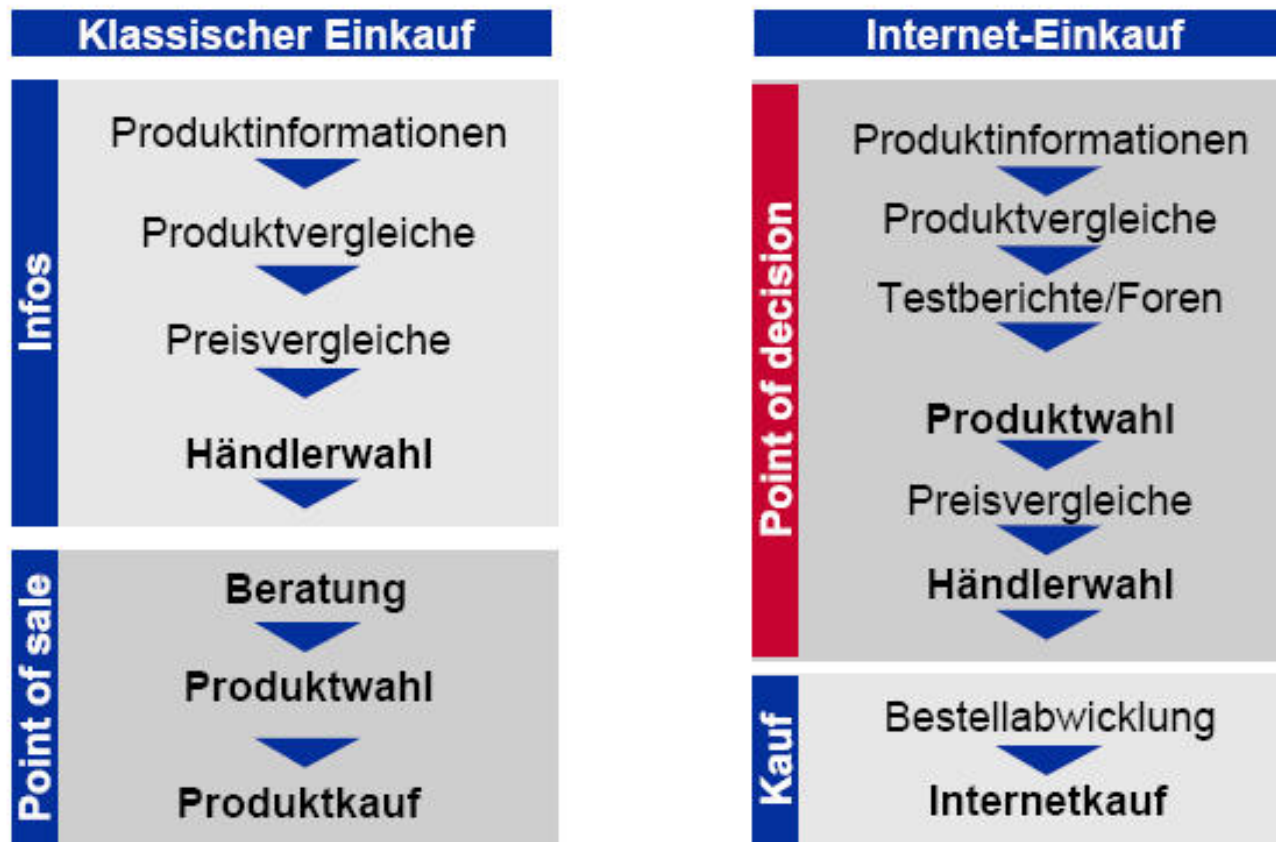 Klassischer Einkauf
Infos
Produktinformationen
Produktvergleiche
Preisvergleiche
Händlerwahl
Point of sale
Beratung
Produktwahl
Produktkauf
Internet-Einkauf
Point of decision
Produktinformationen
Produktvergleiche
Testberichte/Foren
Produktwahl
Preisvergleiche
Händlerwahl
Kauf
Bestellabwicklung
Internetkauf